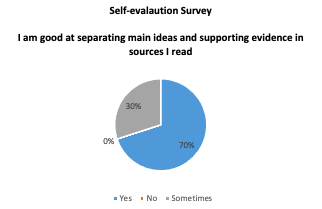 Self-evalaution Survey
I am good at separating main ideas and supporting evidence in
sources I read
30%
0%
70%
Yes No Sometimes